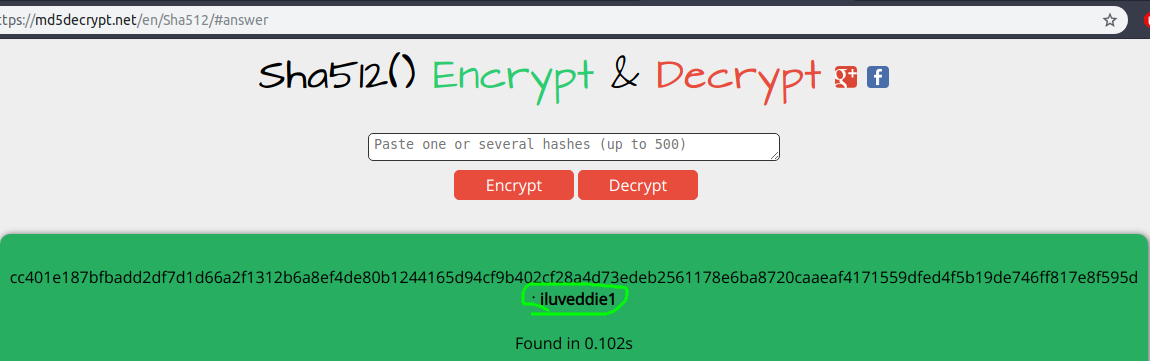 ttps://md5decrypt.net/en/Sha512/#answer
Sha512() Encrypt & Decrypt g+ f
Paste one or several hashes (up to 500)
Encrypt Decrypt
cc401e187bfbadd2df7d1d66a2f1312b6a8ef4de80b1244165d94cf9b402cf28a4d73edeb2561178e6ba8720caaeaf4171559dfed4f5b19de746ff817e8f595d
: iluveddie1
Found in 0.102s